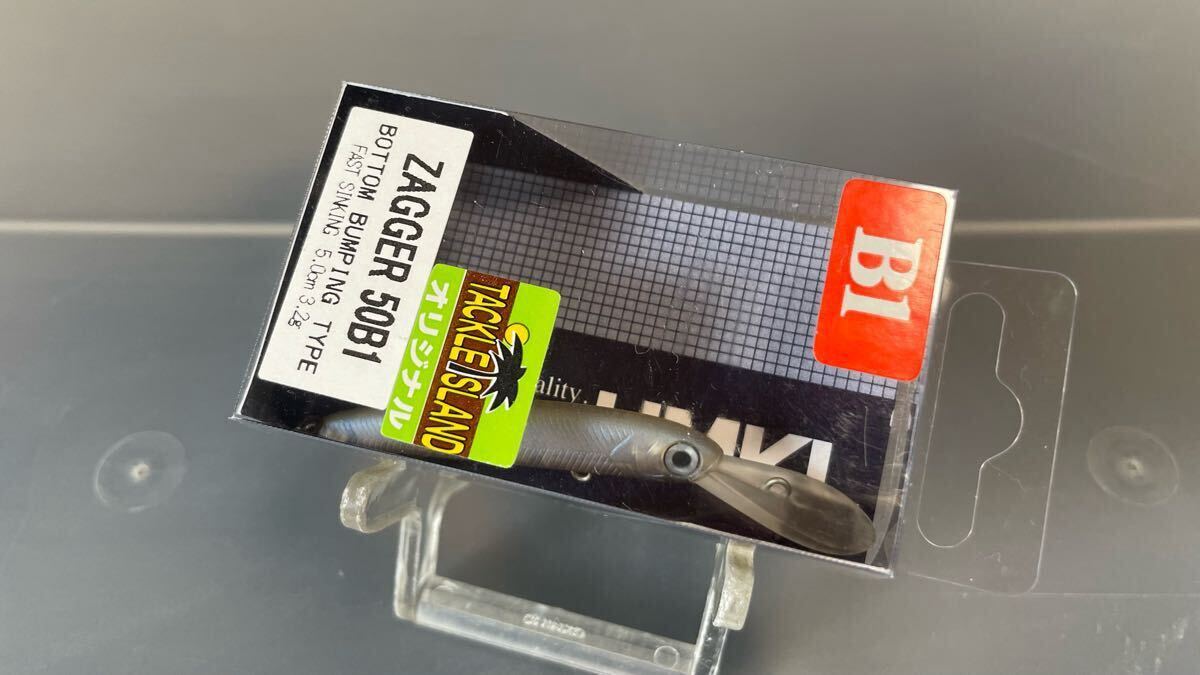 ZAGGER 50B1
BOTTOM BUMPING TYPE
FAST SINKING 5.0cm 3.2g
TACKLE ISLAND
オリジナル
B1